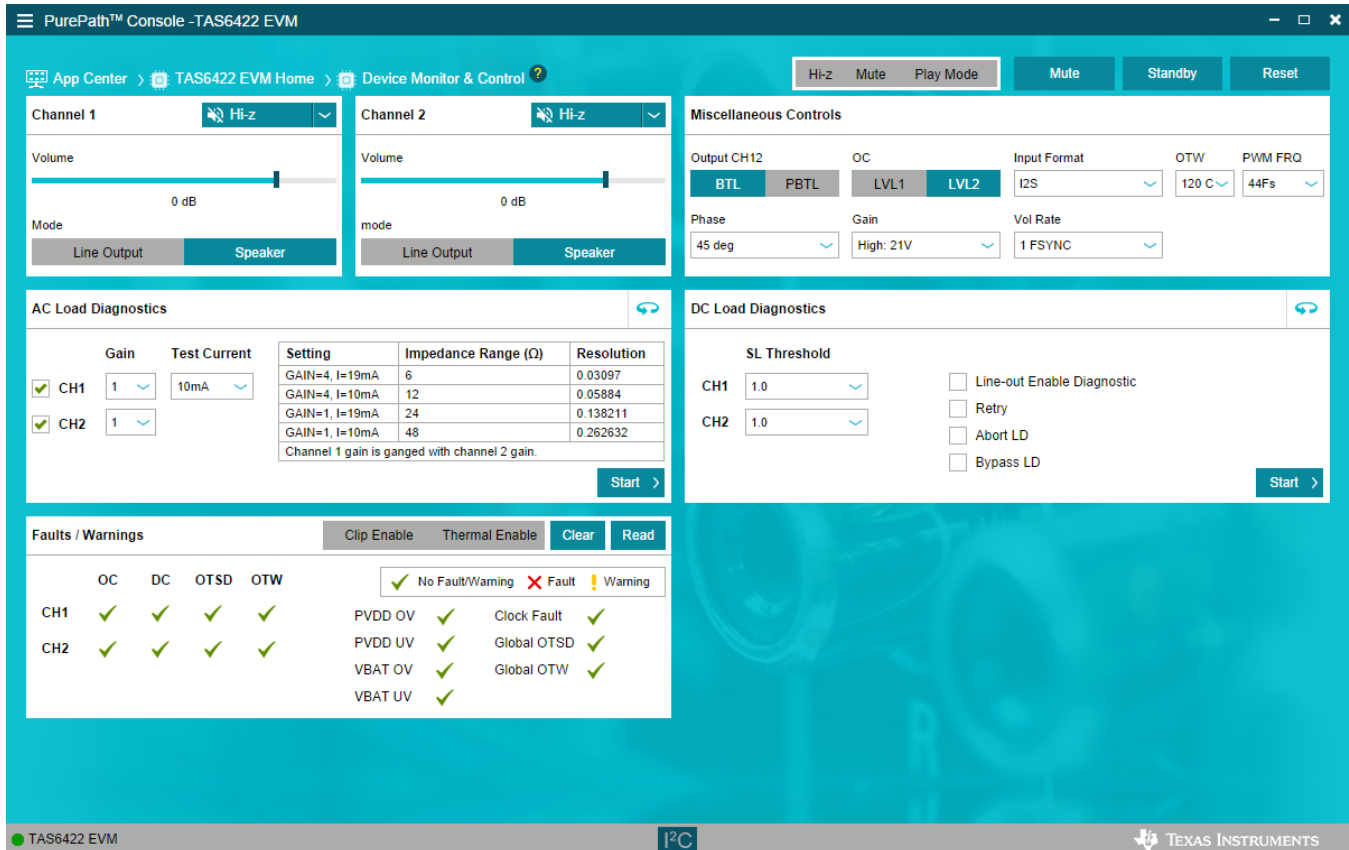 PurePath™ Console -TAS6422 EVM
App Center > TAS6422 EVM Home > Device Monitor & Control ?
Hi-z Mute Play Mode
Mute
Standby
Reset
Channel 1
Hi-z
Volume
0 dB
Mode
Line Output Speaker
Channel 2
Hi-z
Volume
0 dB
mode
Line Output Speaker
Miscellaneous Controls
Output CH12 OC Input Format OTW PWM FRQ
BTL PBTL LVL1 LVL2 I2S 120 C 44Fs
Phase Gain Vol Rate
45 deg High: 21V 1 FSYNC
AC Load Diagnostics
Gain Test Current
CH1 1 10mA
CH2 1
Setting Impedance Range (Ω) Resolution
GAIN=4, I=19mA 6 0.03097
GAIN=4, I=10mA 12 0.05884
GAIN=1, I=19mA 24 0.138211
GAIN=1, I=10mA 48 0.262632
Channel 1 gain is ganged with channel 2 gain.
Start >
DC Load Diagnostics
SL Threshold
CH1 1.0
CH2 1.0
Line-out Enable Diagnostic
Retry
Abort LD
Bypass LD
Start >
Faults / Warnings
Clip Enable Thermal Enable Clear Read
OC DC OTSD OTW
CH1
CH2
No Fault/Warning Fault Warning
PVDD OV Clock Fault
PVDD UV Global OTSD
VBAT OV Global OTW
VBAT UV
TAS6422 EVM
I²C
TEXAS INSTRUMENTS